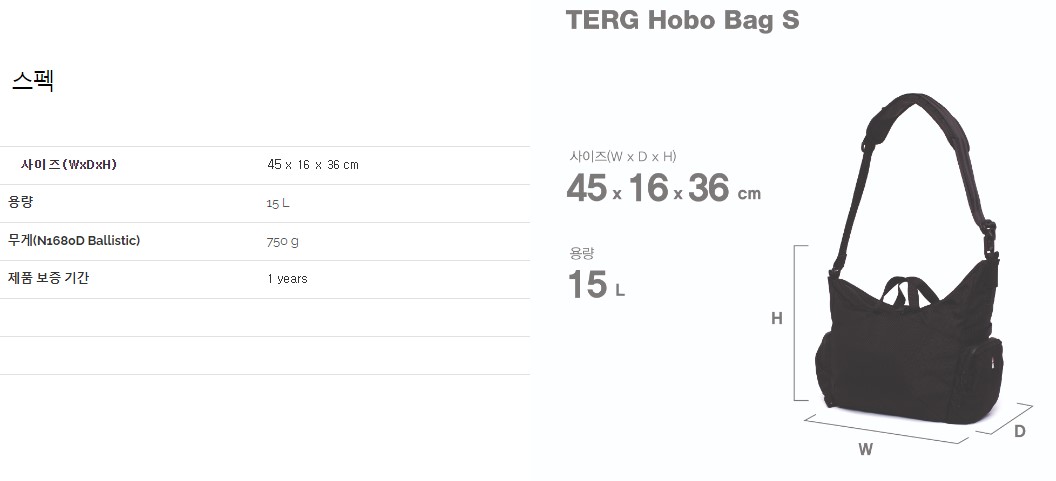 스펙
사이즈(WxDxH) 45 x 16 x 36 cm
용량 15 L
무게(N1680D Ballistic) 750 g
제품 보증 기간 1 years
TERG Hobo Bag S
사이즈(W x D x H)
45 x 16 x 36 cm
용량
15 L
H
W
D